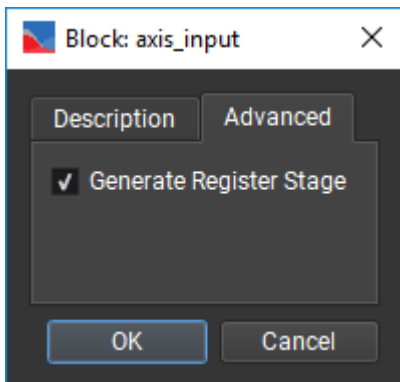 Block: axis_input
Description
Advanced
Generate Register Stage
OK
Cancel